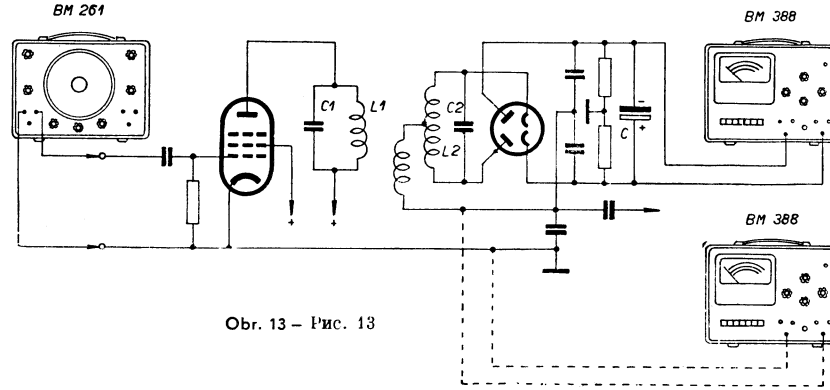 BM 261
BM 388
C1
L1
C2
L2
C
−
+
+
+
BM 388
Obr. 13 – Рис. 13